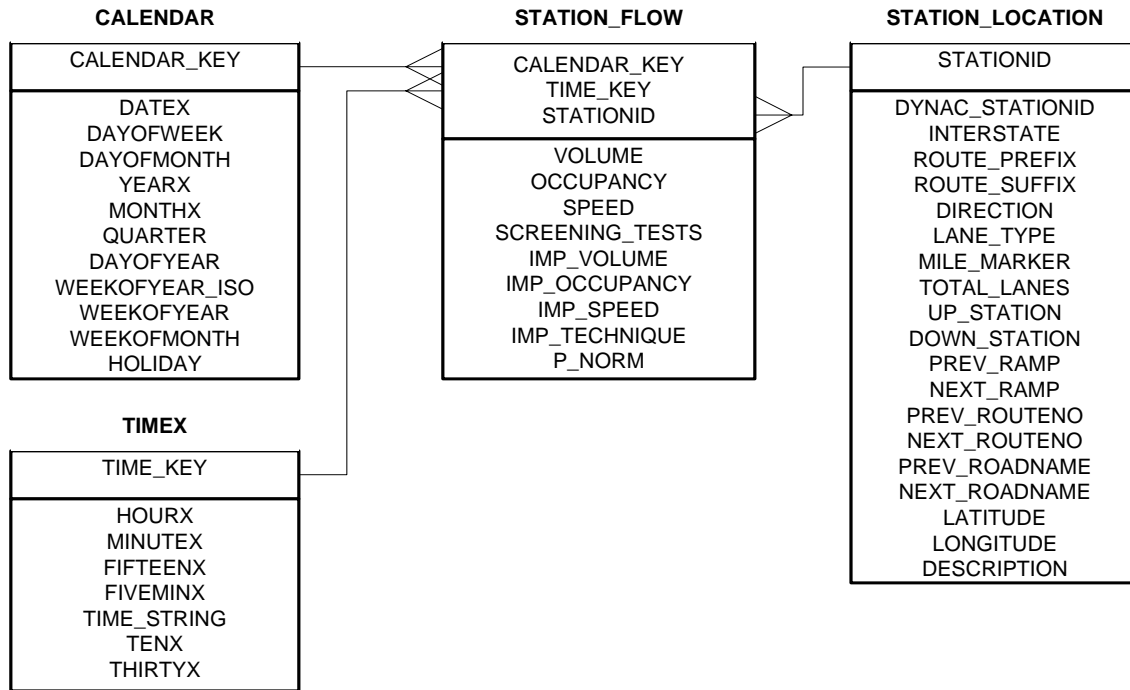 CALENDAR
CALENDAR_KEY
DATEX
DAYOFWEEK
DAYOFMONTH
YEARX
MONTHX
QUARTER
DAYOFYEAR
WEEKOFYEAR_ISO
WEEKOFYEAR
WEEKOFMONTH
HOLIDAY
TIMEX
TIME_KEY
HOURX
MINUTEX
FIFTEENX
FIVEMINX
TIME_STRING
TENX
THIRTYX
STATION_FLOW
CALENDAR_KEY
TIME_KEY
STATIONID
VOLUME
OCCUPANCY
SPEED
SCREENING_TESTS
IMP_VOLUME
IMP_OCCUPANCY
IMP_SPEED
IMP_TECHNIQUE
P_NORM
STATION_LOCATION
STATIONID
DYNAC_STATIONID
INTERSTATE
ROUTE_PREFIX
ROUTE_SUFFIX
DIRECTION
LANE_TYPE
MILE_MARKER
TOTAL_LANES
UP_STATION
DOWN_STATION
PREV_RAMP
NEXT_RAMP
PREV_ROUTENO
NEXT_ROUTENO
PREV_ROADNAME
NEXT_ROADNAME
LATITUDE
LONGITUDE
DESCRIPTION